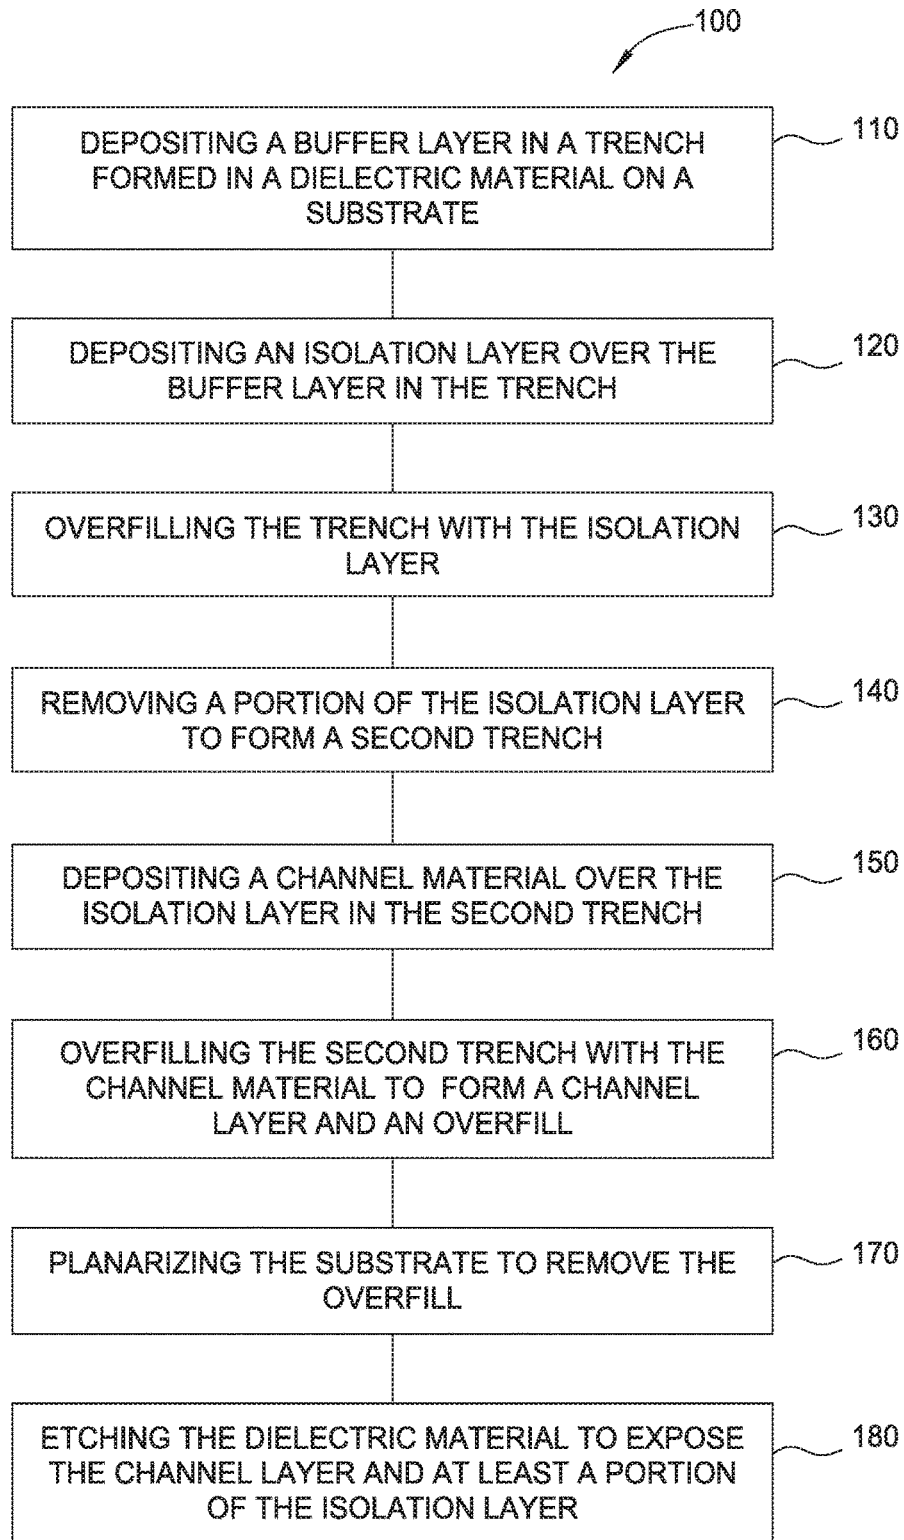 100
DEPOSITING A BUFFER LAYER IN A TRENCH
FORMED IN A DIELECTRIC MATERIAL ON A
SUBSTRATE
110
DEPOSITING AN ISOLATION LAYER OVER THE
BUFFER LAYER IN THE TRENCH
120
OVERFILLING THE TRENCH WITH THE ISOLATION
LAYER
130
REMOVING A PORTION OF THE ISOLATION LAYER
TO FORM A SECOND TRENCH
140
DEPOSITING A CHANNEL MATERIAL OVER THE
ISOLATION LAYER IN THE SECOND TRENCH
150
OVERFILLING THE SECOND TRENCH WITH THE
CHANNEL MATERIAL TO FORM A CHANNEL
LAYER AND AN OVERFILL
160
PLANARIZING THE SUBSTRATE TO REMOVE THE
OVERFILL
170
ETCHING THE DIELECTRIC MATERIAL TO EXPOSE
THE CHANNEL LAYER AND AT LEAST A PORTION
OF THE ISOLATION LAYER
180